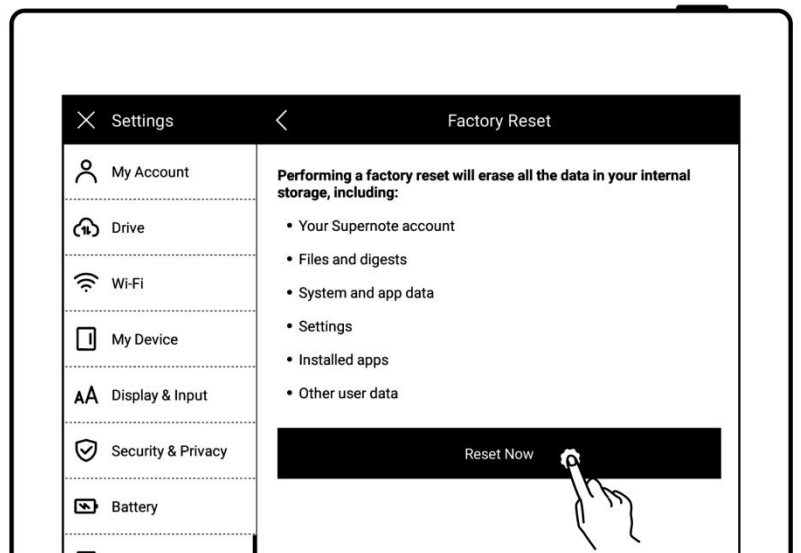 Settings
Factory Reset
My Account
Drive
Wi-Fi
My Device
AA Display & Input
Security & Privacy
Battery
Performing a factory reset will erase all the data in your internal
storage, including:
• Your Supernote account
• Files and digests
• System and app data
• Settings
• Installed apps
• Other user data
Reset Now